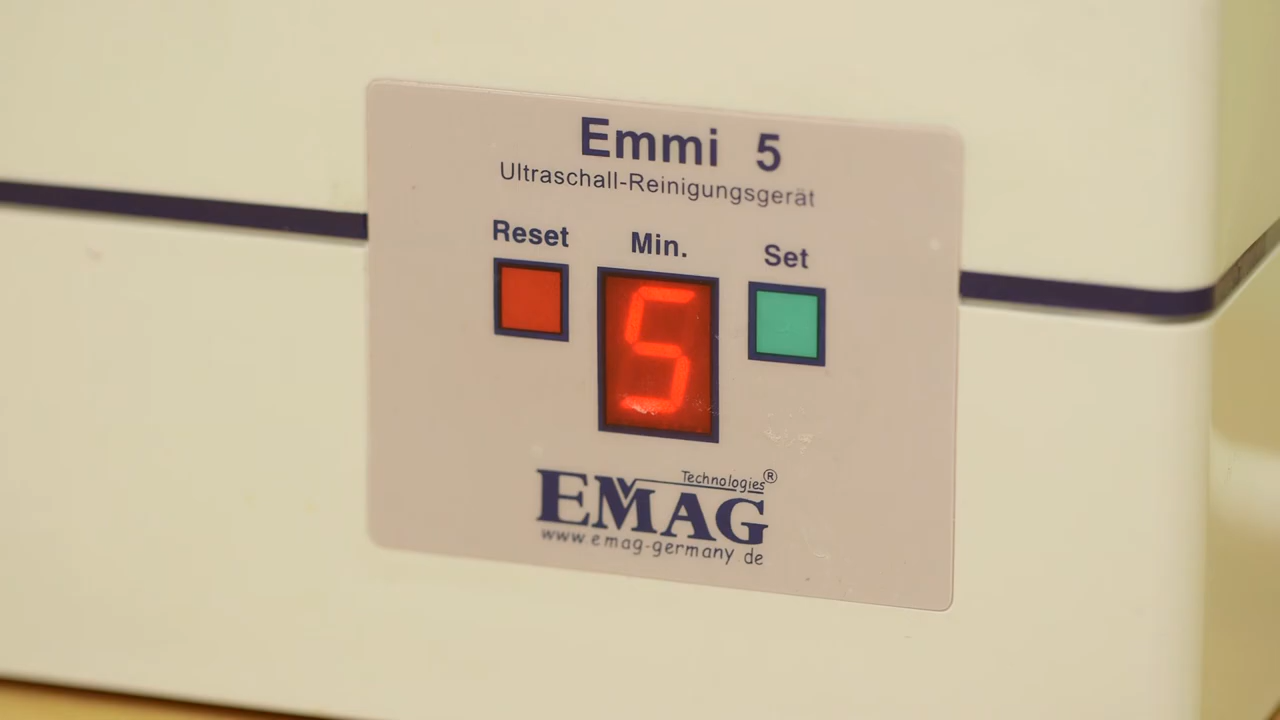 Emmi 5
Ultraschall-Reinigungsgerät
Reset Min. Set
5
Technologies®
EMAG
www.emag-germany.de